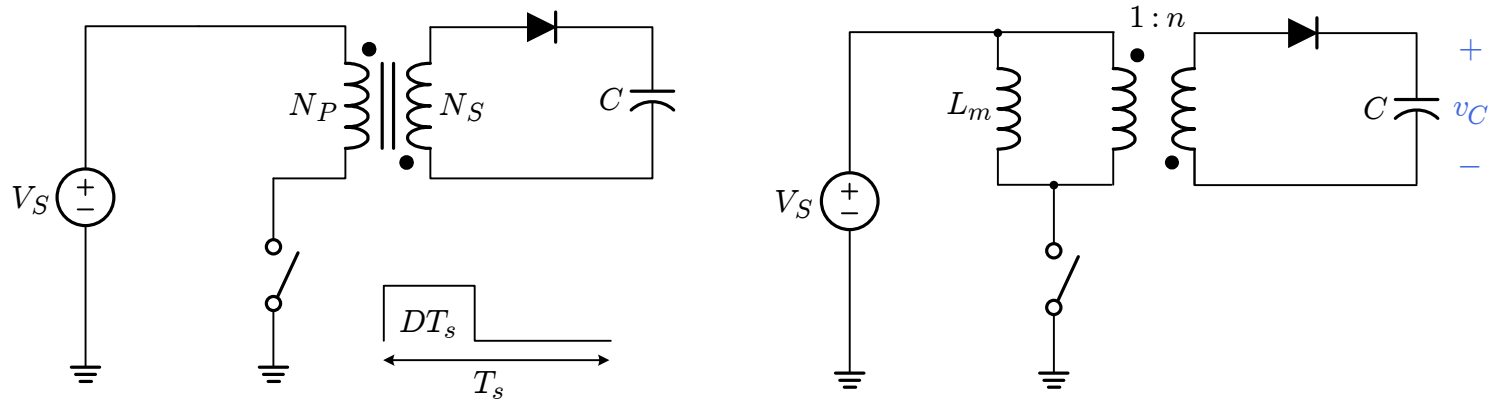 N_P
N_S
C
V_S
+
−
DT_s
T_s
1 : n
L_m
C
+
v_C
−
V_S
+
−